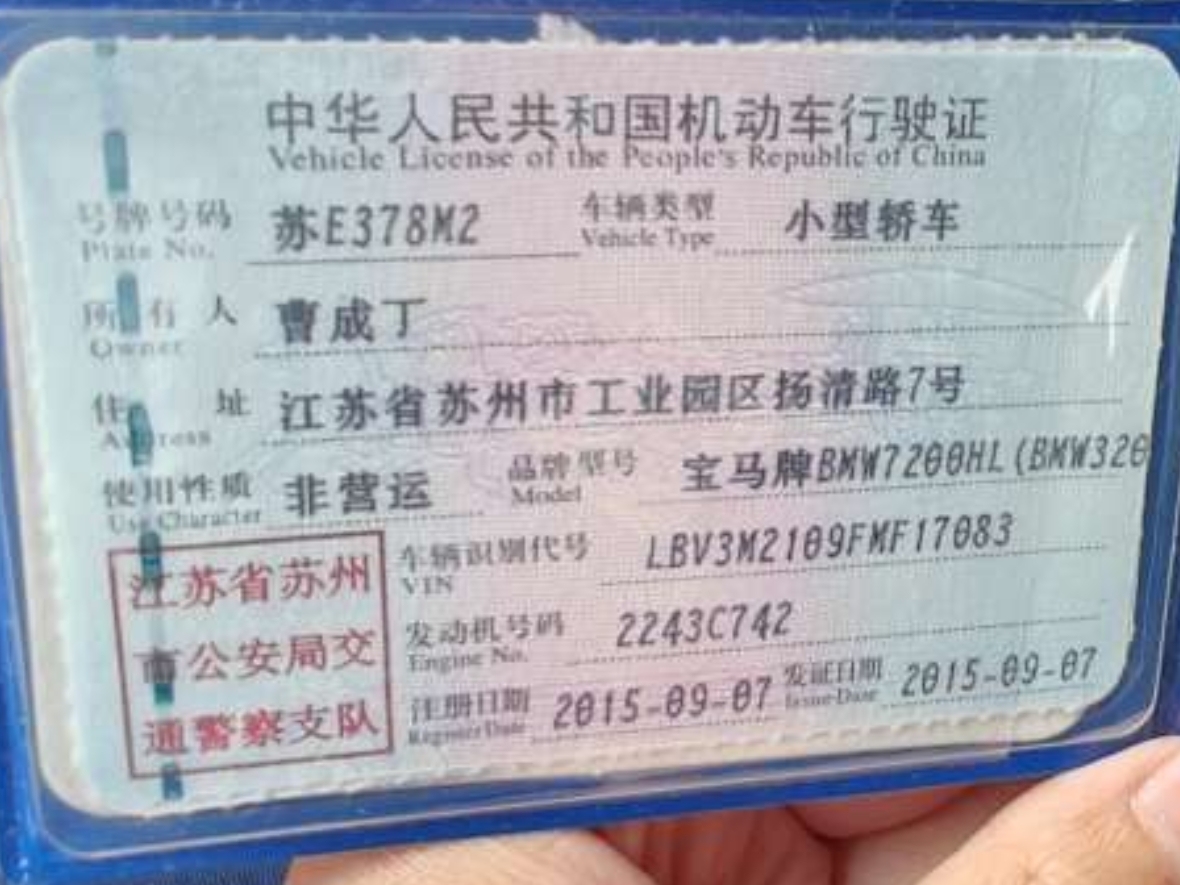 中华人民共和国机动车行驶证
Vehicle License of the People's Republic of China
号牌号码 苏E378M2 车辆类型 小型轿车
Plate No. Vehicle Type
所有人 曹成丁
Owner
住址 江苏省苏州市工业园区扬清路7号
Address
使用性质 非营运 品牌型号 宝马牌BMW7200HL(BMW320
Use Character Model
江苏省苏州 车辆识别代号 LBV3M2109FMF17083
VIN
市公安局交 发动机号码 2243C742
Engine No.
通警察支队 注册日期 2015-09-07 发证日期 2015-09-07
Register Date Issue Date